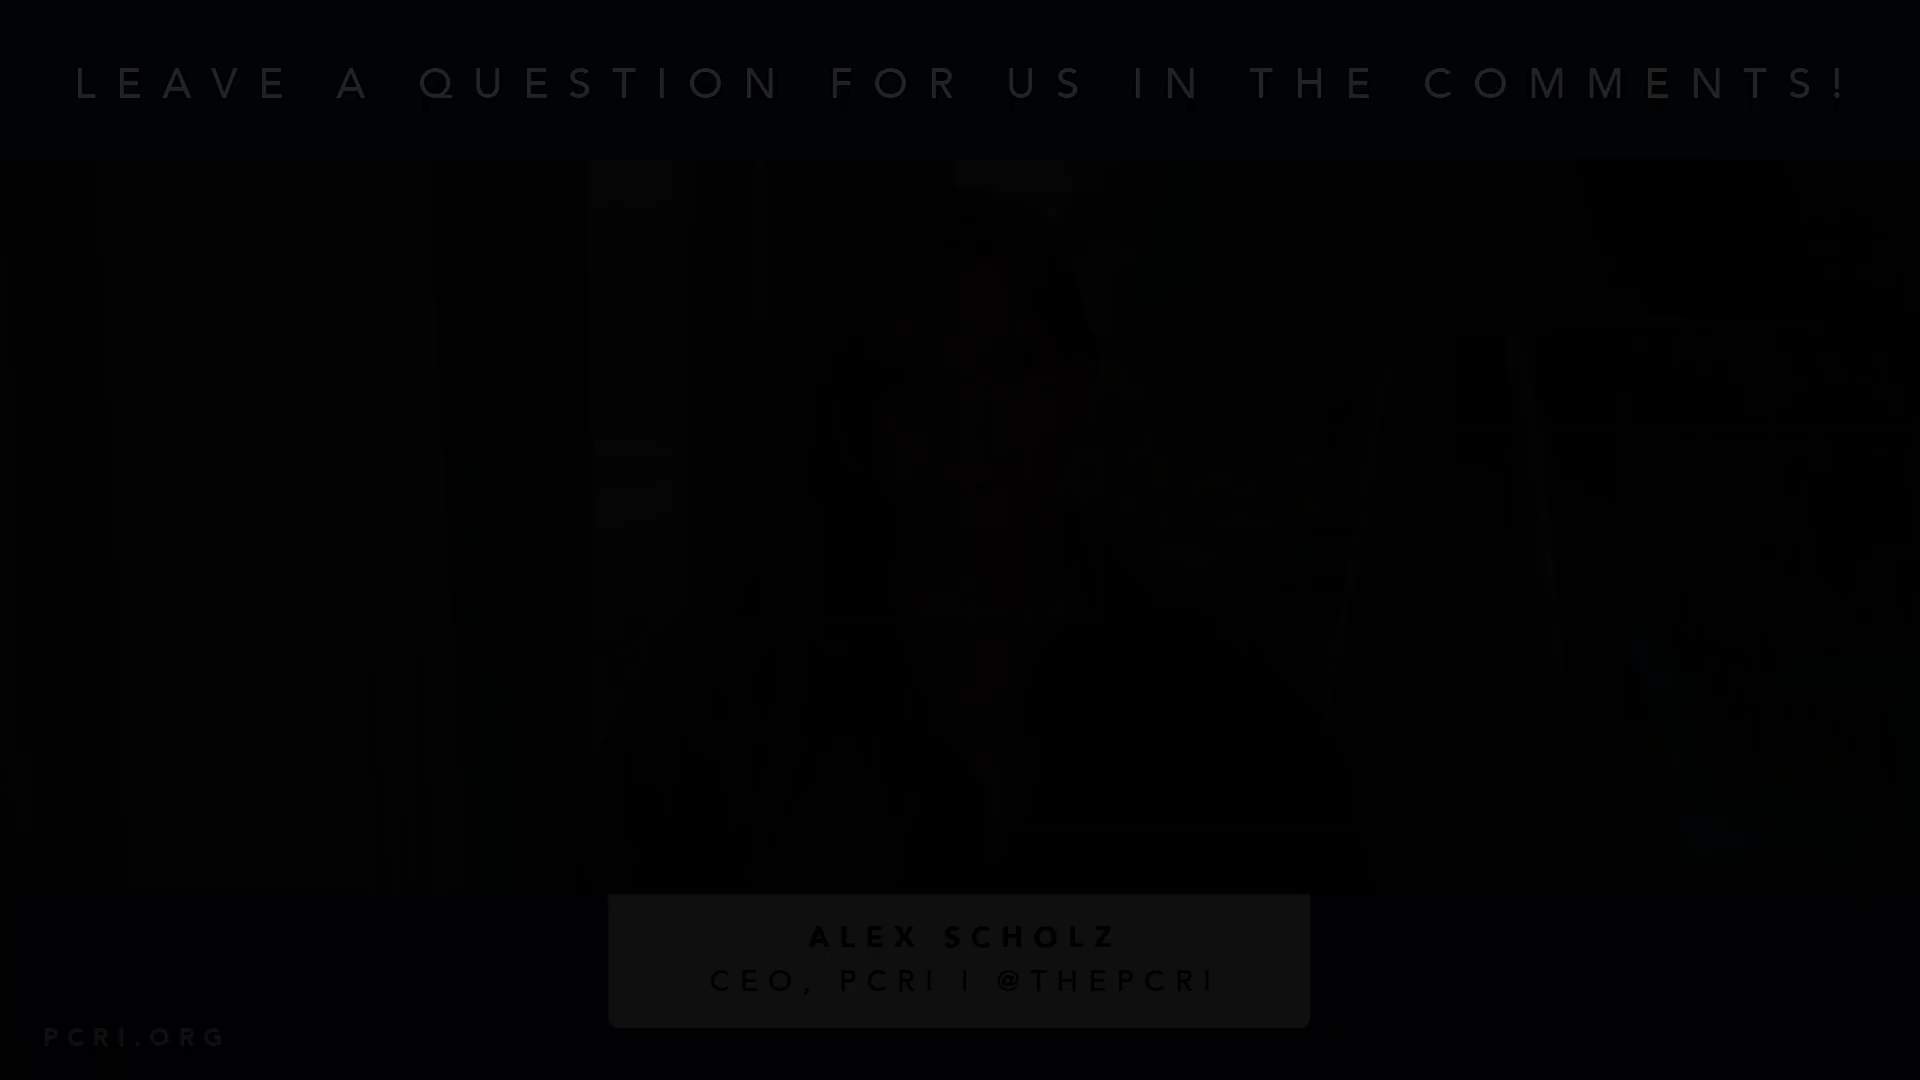 LEAVE A QUESTION FOR US IN THE COMMENTS!
ALEX SCHOLZ
CEO, PCRI | @THEPCRI
PCRI.ORG